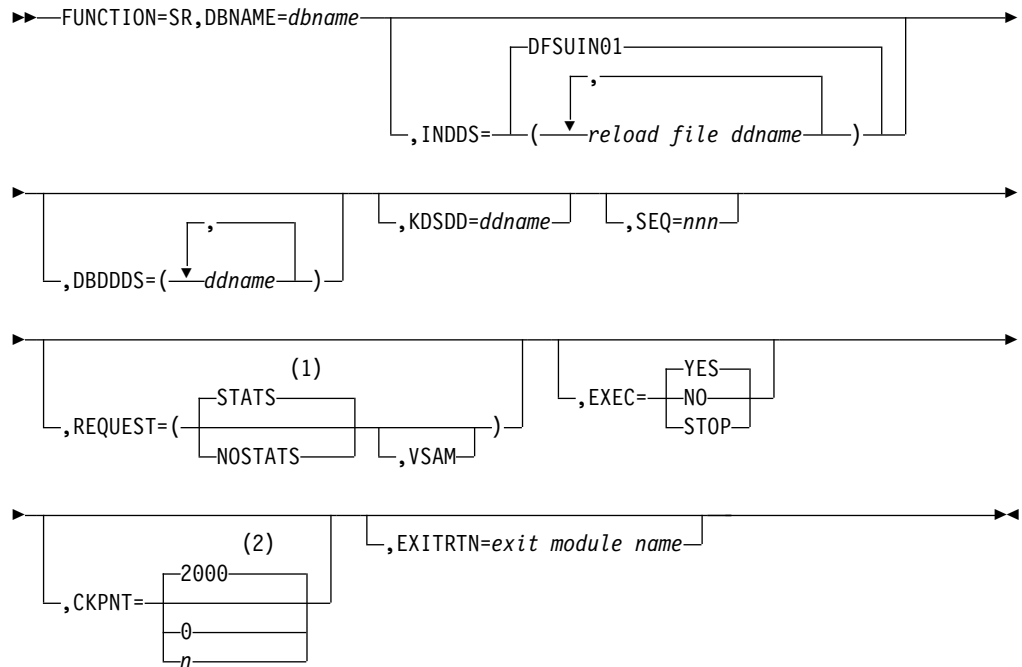 FUNCTION=SR,DBNAME=dbname
DFSUIN01
,
,INDDS=(reload file ddname)
,
,DBDDDS=(ddname)
,KDSDD=ddname
,SEQ=nnn
(1)
STATS
,REQUEST=(
NOSTATS
,VSAM
)
,EXEC=
YES
NO
STOP
(2)
2000
,CKPNT=
0
n
,EXITRTN=exit module name